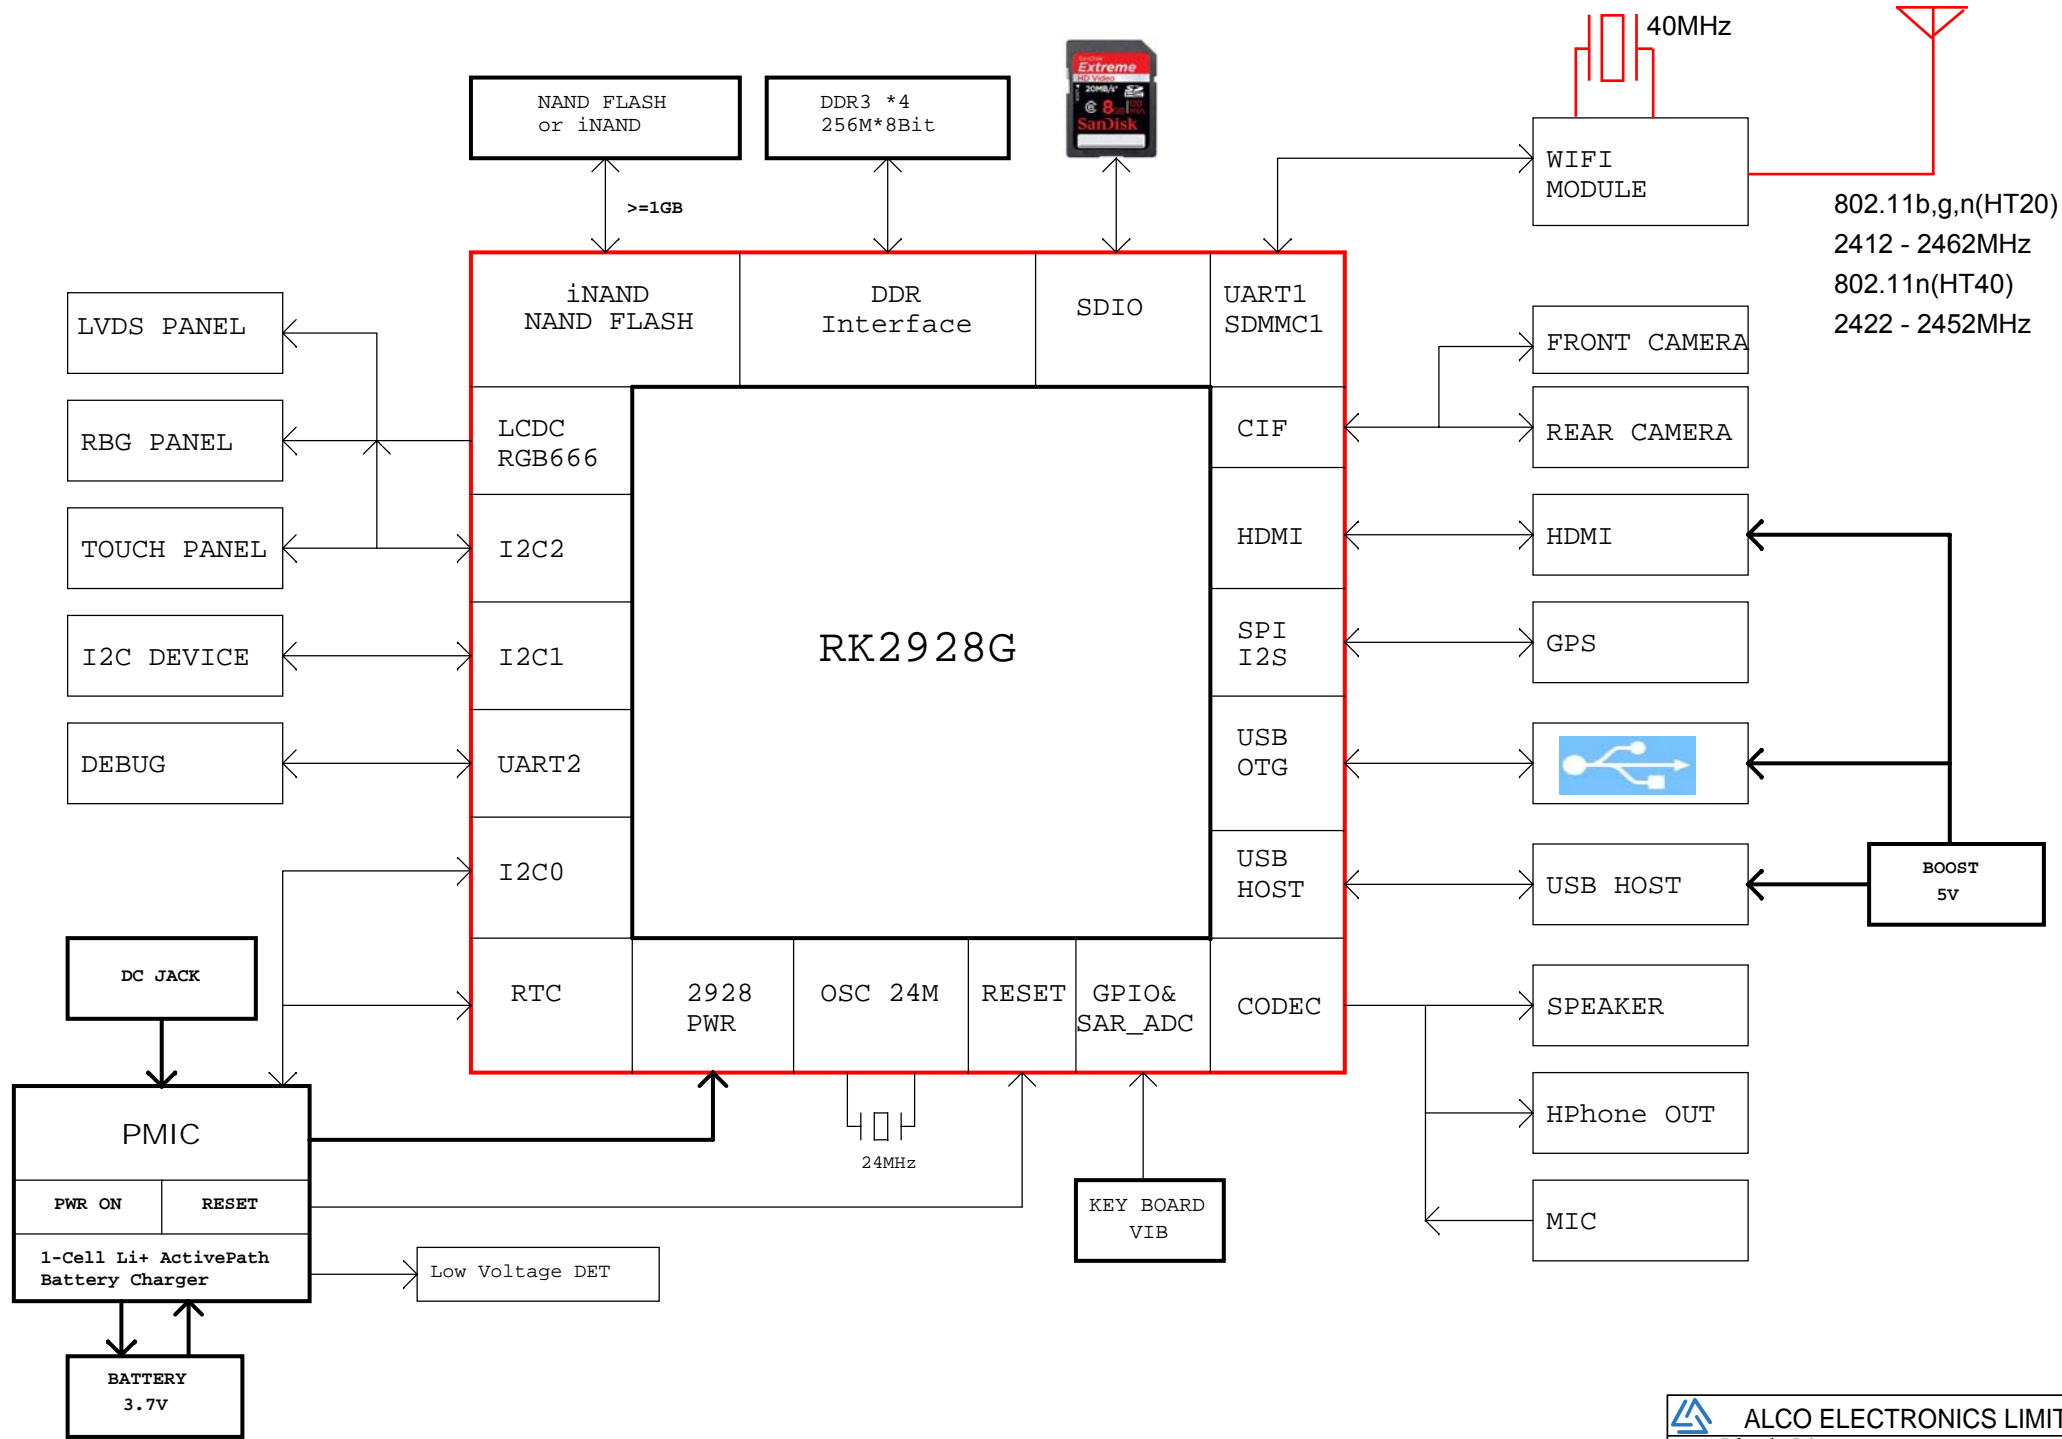 40MHz
NAND FLASH
or iNAND
DDR3 *4
256M*8Bit
SanDisk
Extreme
HD Video
20MB/s*
8GB
SanDisk
>=1GB
WIFI
MODULE
802.11b,g,n(HT20)
2412 - 2462MHz
802.11n(HT40)
2422 - 2452MHz
iNAND
NAND FLASH
DDR
Interface
SDIO
UART1
SDMMC1
LVDS PANEL
RBG PANEL
TOUCH PANEL
I2C DEVICE
DEBUG
LCDC
RGB666
I2C2
I2C1
UART2
I2C0
RK2928G
CIF
HDMI
SPI
I2S
USB
OTG
USB
HOST
FRONT CAMERA
REAR CAMERA
HDMI
GPS
USB HOST
BOOST
5V
RTC
2928
PWR
OSC 24M
RESET
GPIO&
SAR_ADC
CODEC
SPEAKER
HPhone OUT
MIC
DC JACK
PMIC
PWR ON
RESET
1-Cell Li+ ActivePath
Battery Charger
24MHz
KEY BOARD
VIB
Low Voltage DET
BATTERY
3.7V
ALCO ELECTRONICS LIMIT